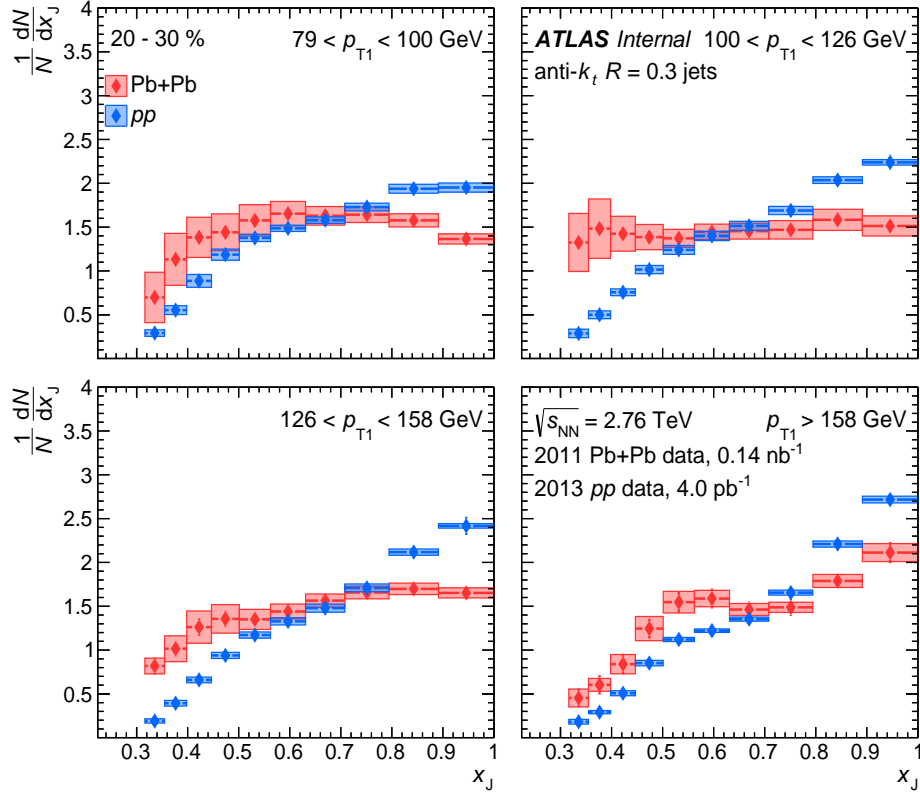 1/N dN/dx_J
20 - 30 %
79 < p_T1 < 100 GeV
Pb+Pb
pp
4
3.5
3
2.5
2
1.5
1
0.5
ATLAS Internal
100 < p_T1 < 126 GeV
anti-k_t R = 0.3 jets
1/N dN/dx_J
126 < p_T1 < 158 GeV
4
3.5
3
2.5
2
1.5
1
0.5
0.3 0.4 0.5 0.6 0.7 0.8 0.9 1
x_J
√s_NN = 2.76 TeV
p_T1 > 158 GeV
2011 Pb+Pb data, 0.14 nb⁻¹
2013 pp data, 4.0 pb⁻¹
0.3 0.4 0.5 0.6 0.7 0.8 0.9 1
x_J